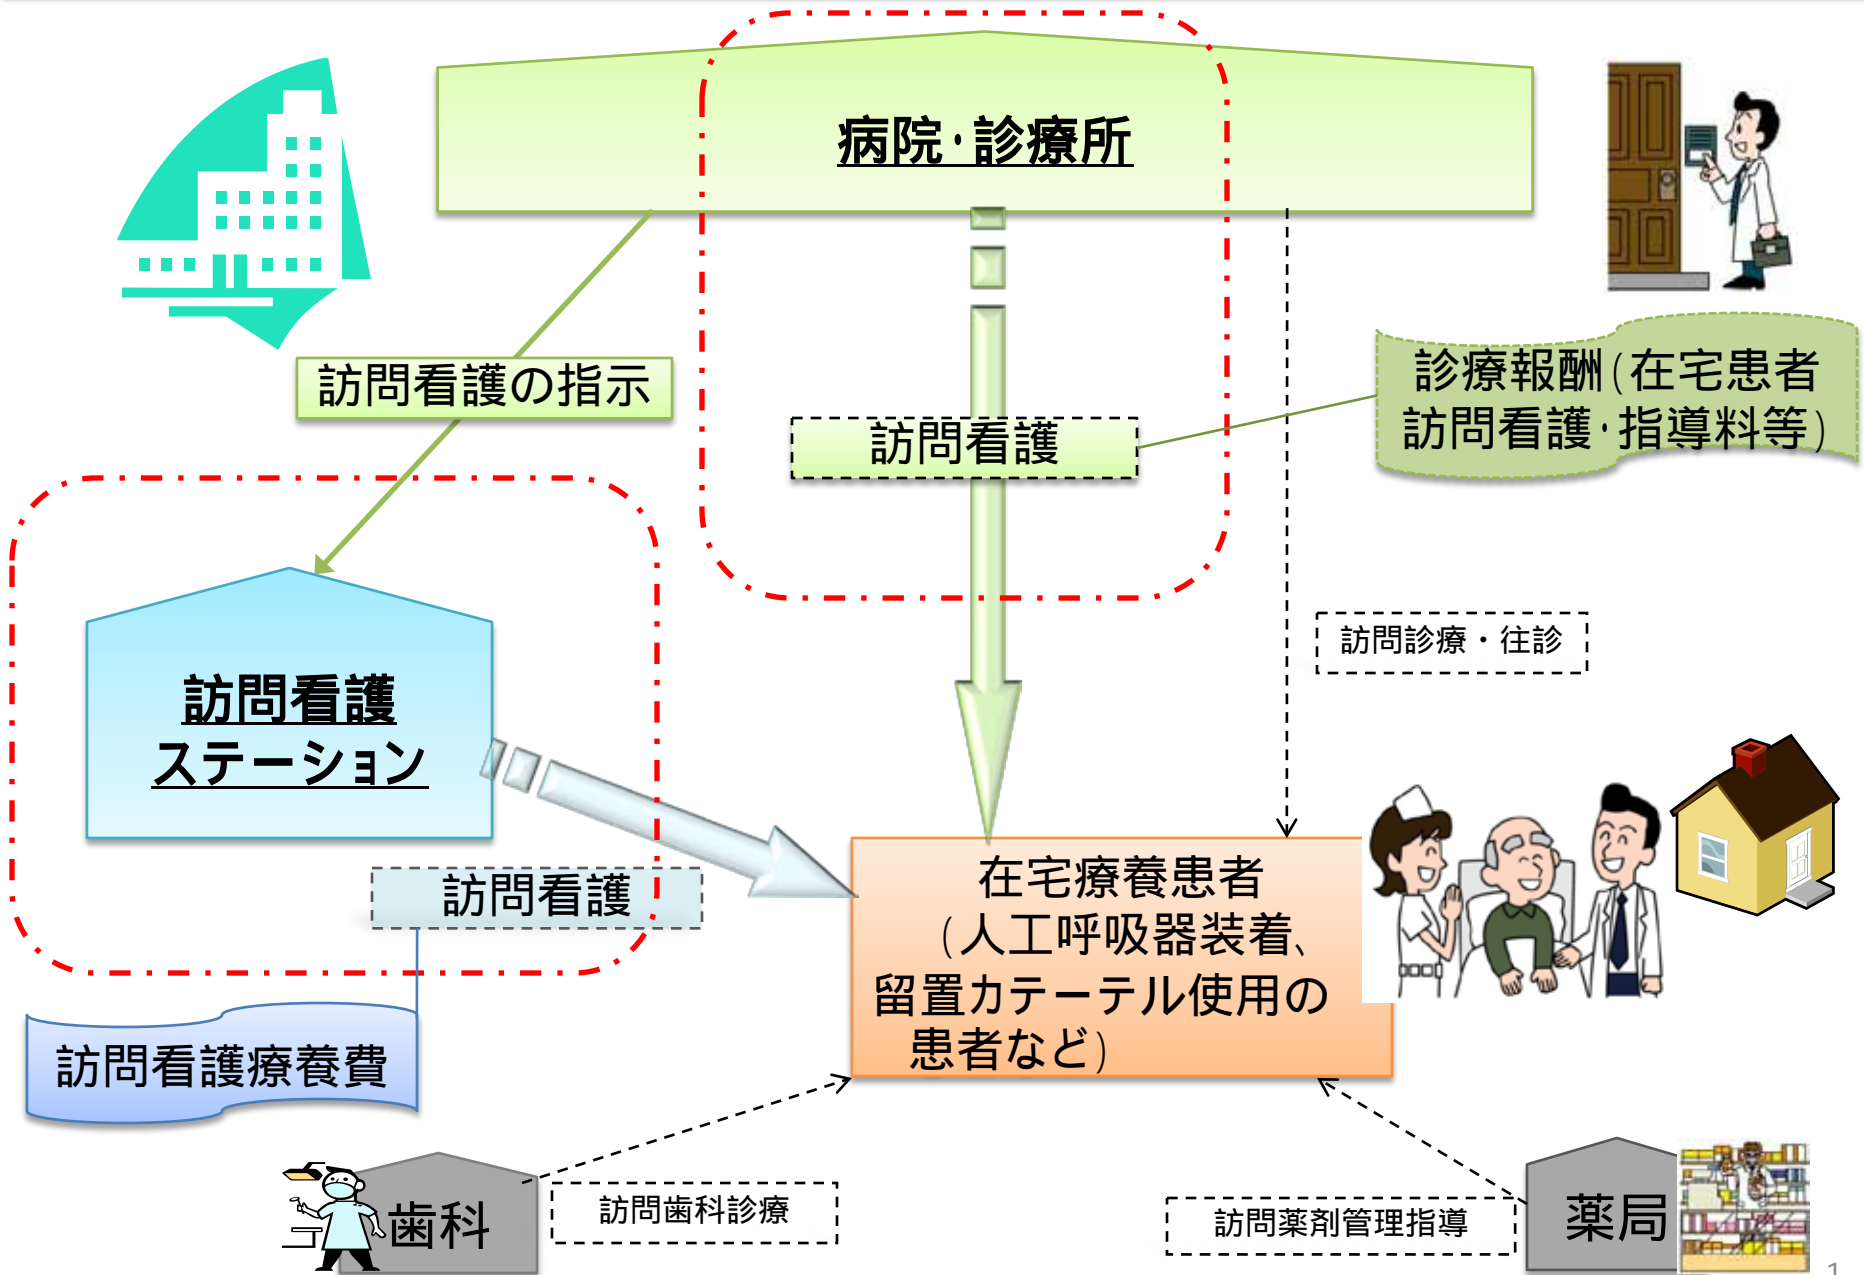 病院･診療所
訪問看護の指示
診療報酬(在宅患者
訪問看護･指導料等)
訪問看護
訪問診療・往診
訪問看護
ステーション
訪問看護
在宅療養患者
(人工呼吸器装着、
留置カテーテル使用の
患者など)
訪問看護療養費
歯科
訪問歯科診療
訪問薬剤管理指導
薬局
1